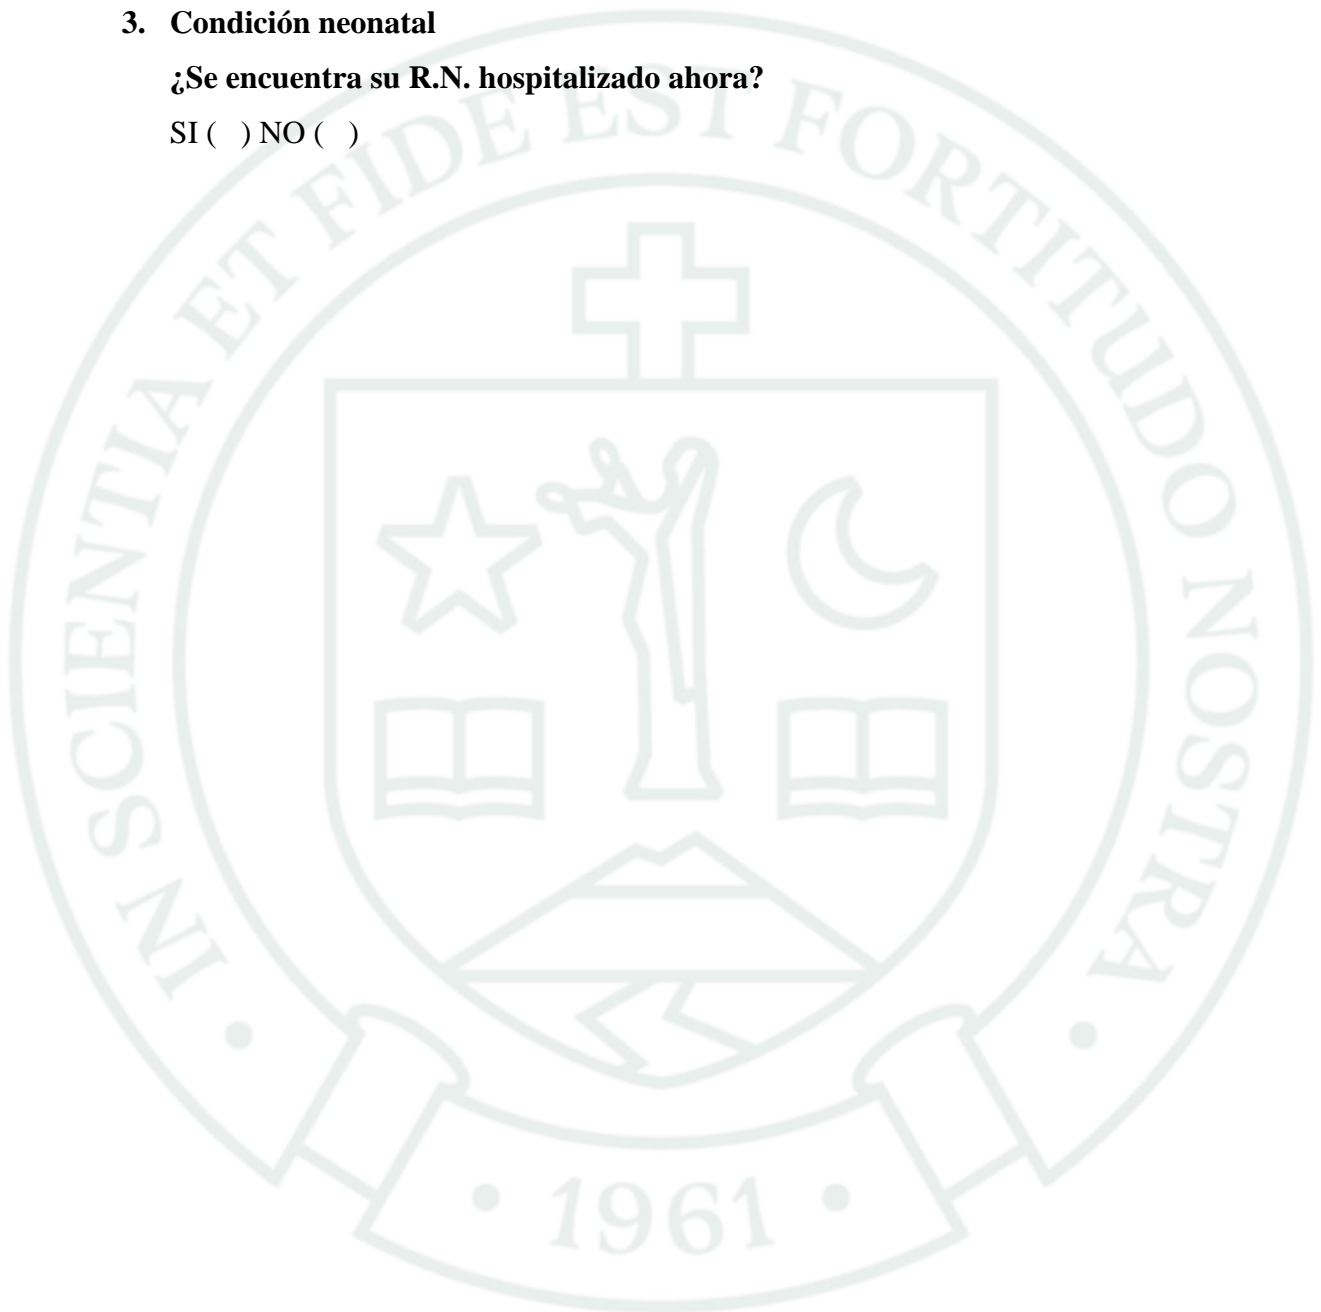 3. Condición neonatal
¿Se encuentra su R.N. hospitalizado ahora?
SI ( ) NO ( )
• IN SCIENTIA ET FIDE EST FORTITUDO NOSTRA •
• 1961 •